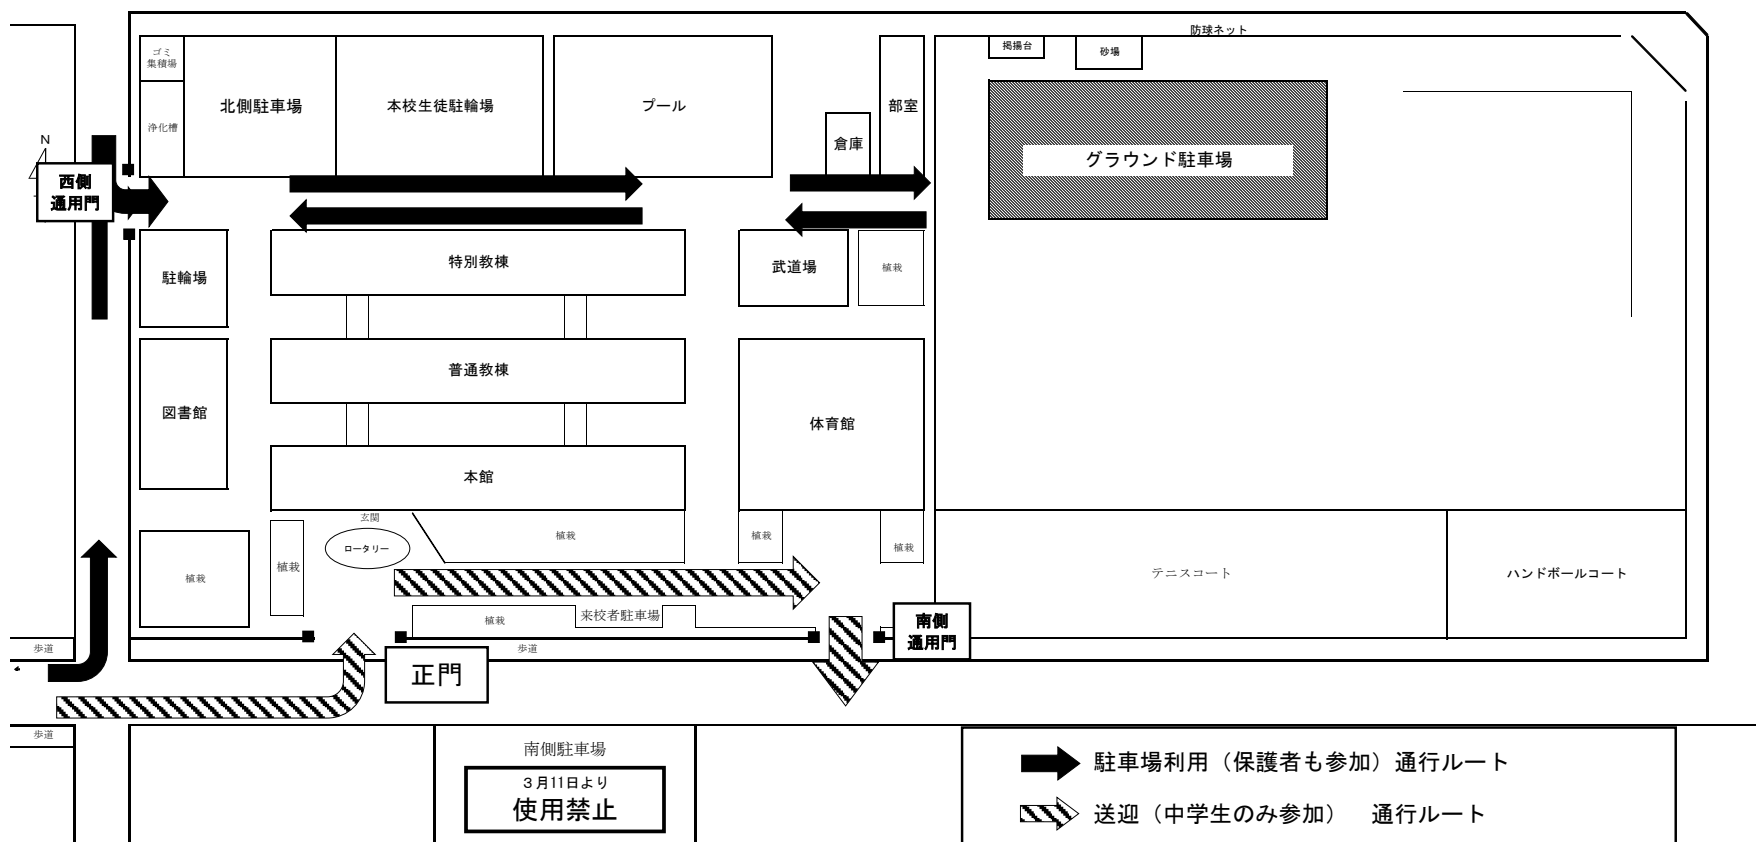 防球ネット
ゴミ
集積場
掲揚台
砂場
北側駐車場
本校生徒駐輪場
プール
部室
浄化槽
倉庫
N
グラウンド駐車場
西側
通用門
駐輪場
特別教棟
武道場
植栽
普通教棟
図書館
体育館
本館
玄関
ロータリー
植栽
植栽
植栽
植栽
植栽
テニスコート
ハンドボールコート
植栽
来校者駐車場
南側
通用門
歩道
歩道
正門
歩道
南側駐車場
3月11日より
使用禁止
駐車場利用（保護者も参加）通行ルート
送迎（中学生のみ参加）　通行ルート